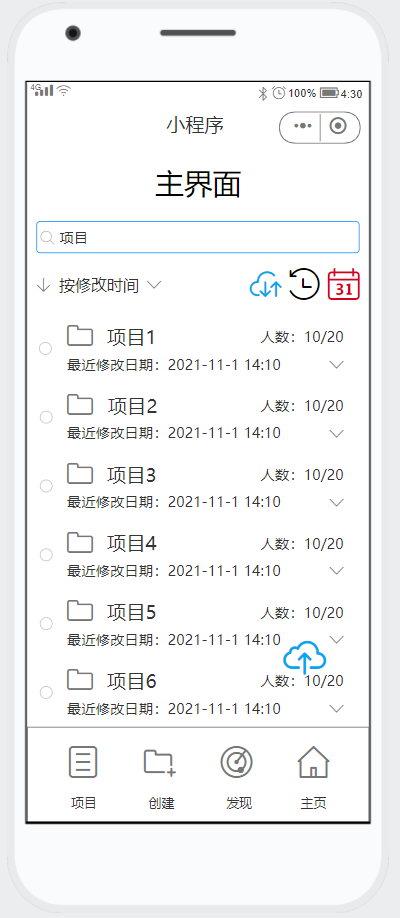 4G 100% 4:30
小程序
主界面
项目
按修改时间 31
项目1 人数：10/20
最近修改日期：2021-11-1 14:10
项目2 人数：10/20
最近修改日期：2021-11-1 14:10
项目3 人数：10/20
最近修改日期：2021-11-1 14:10
项目4 人数：10/20
最近修改日期：2021-11-1 14:10
项目5 人数：10/20
最近修改日期：2021-11-1 14:10
项目6 人数：10/20
最近修改日期：2021-11-1 14:10
项目 创建 发现 主页